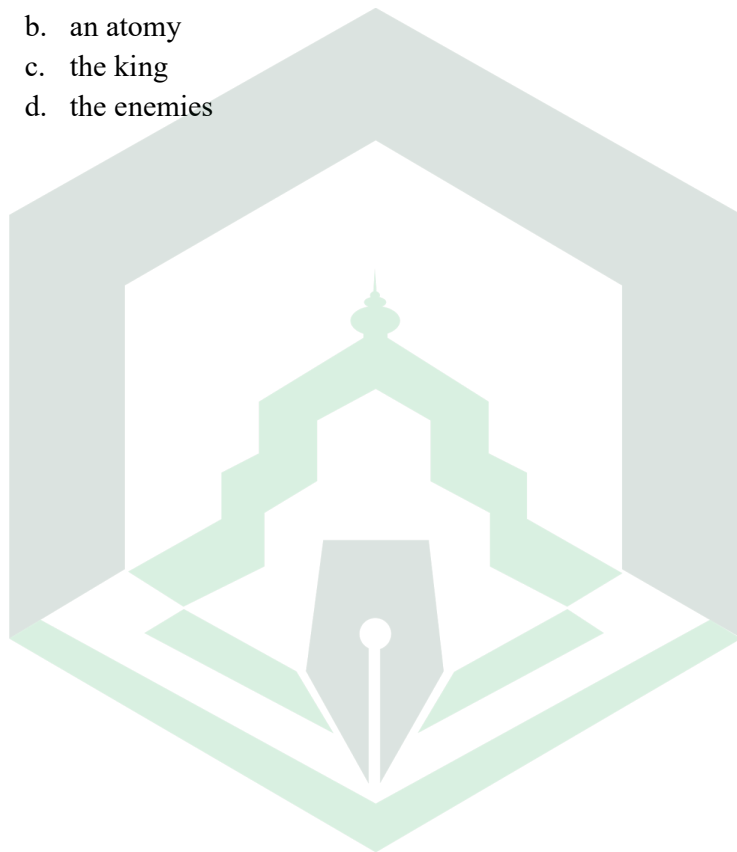 b. an atomy
c. the king
d. the enemies